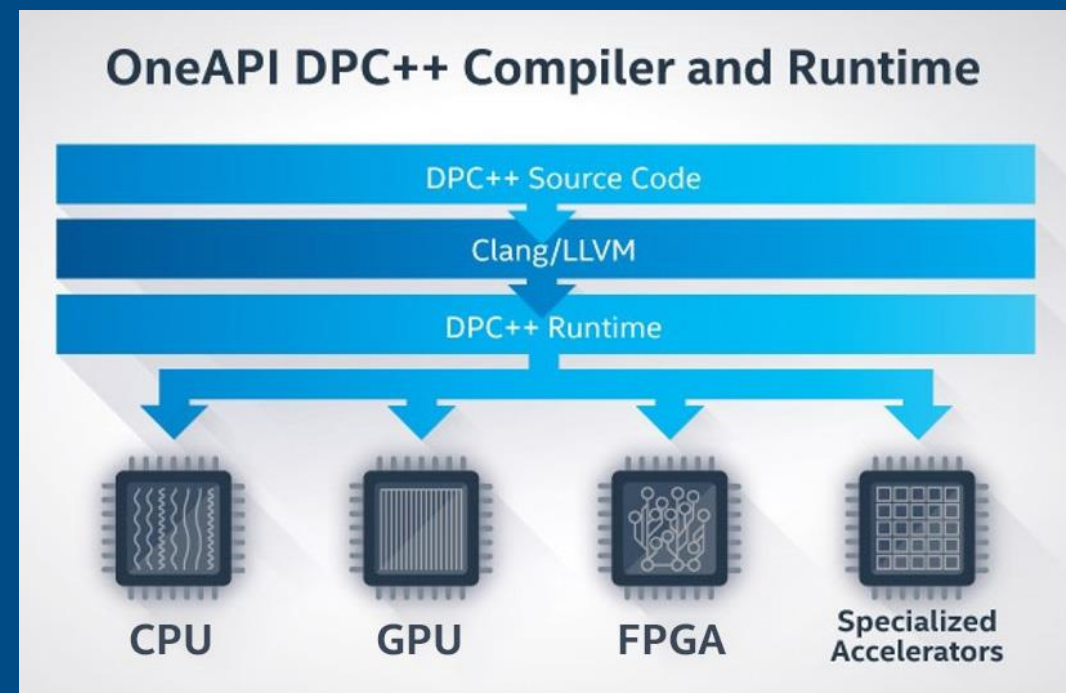 OneAPI DPC++ Compiler and Runtime
DPC++ Source Code
Clang/LLVM
DPC++ Runtime
CPU
GPU
FPGA
Specialized
Accelerators